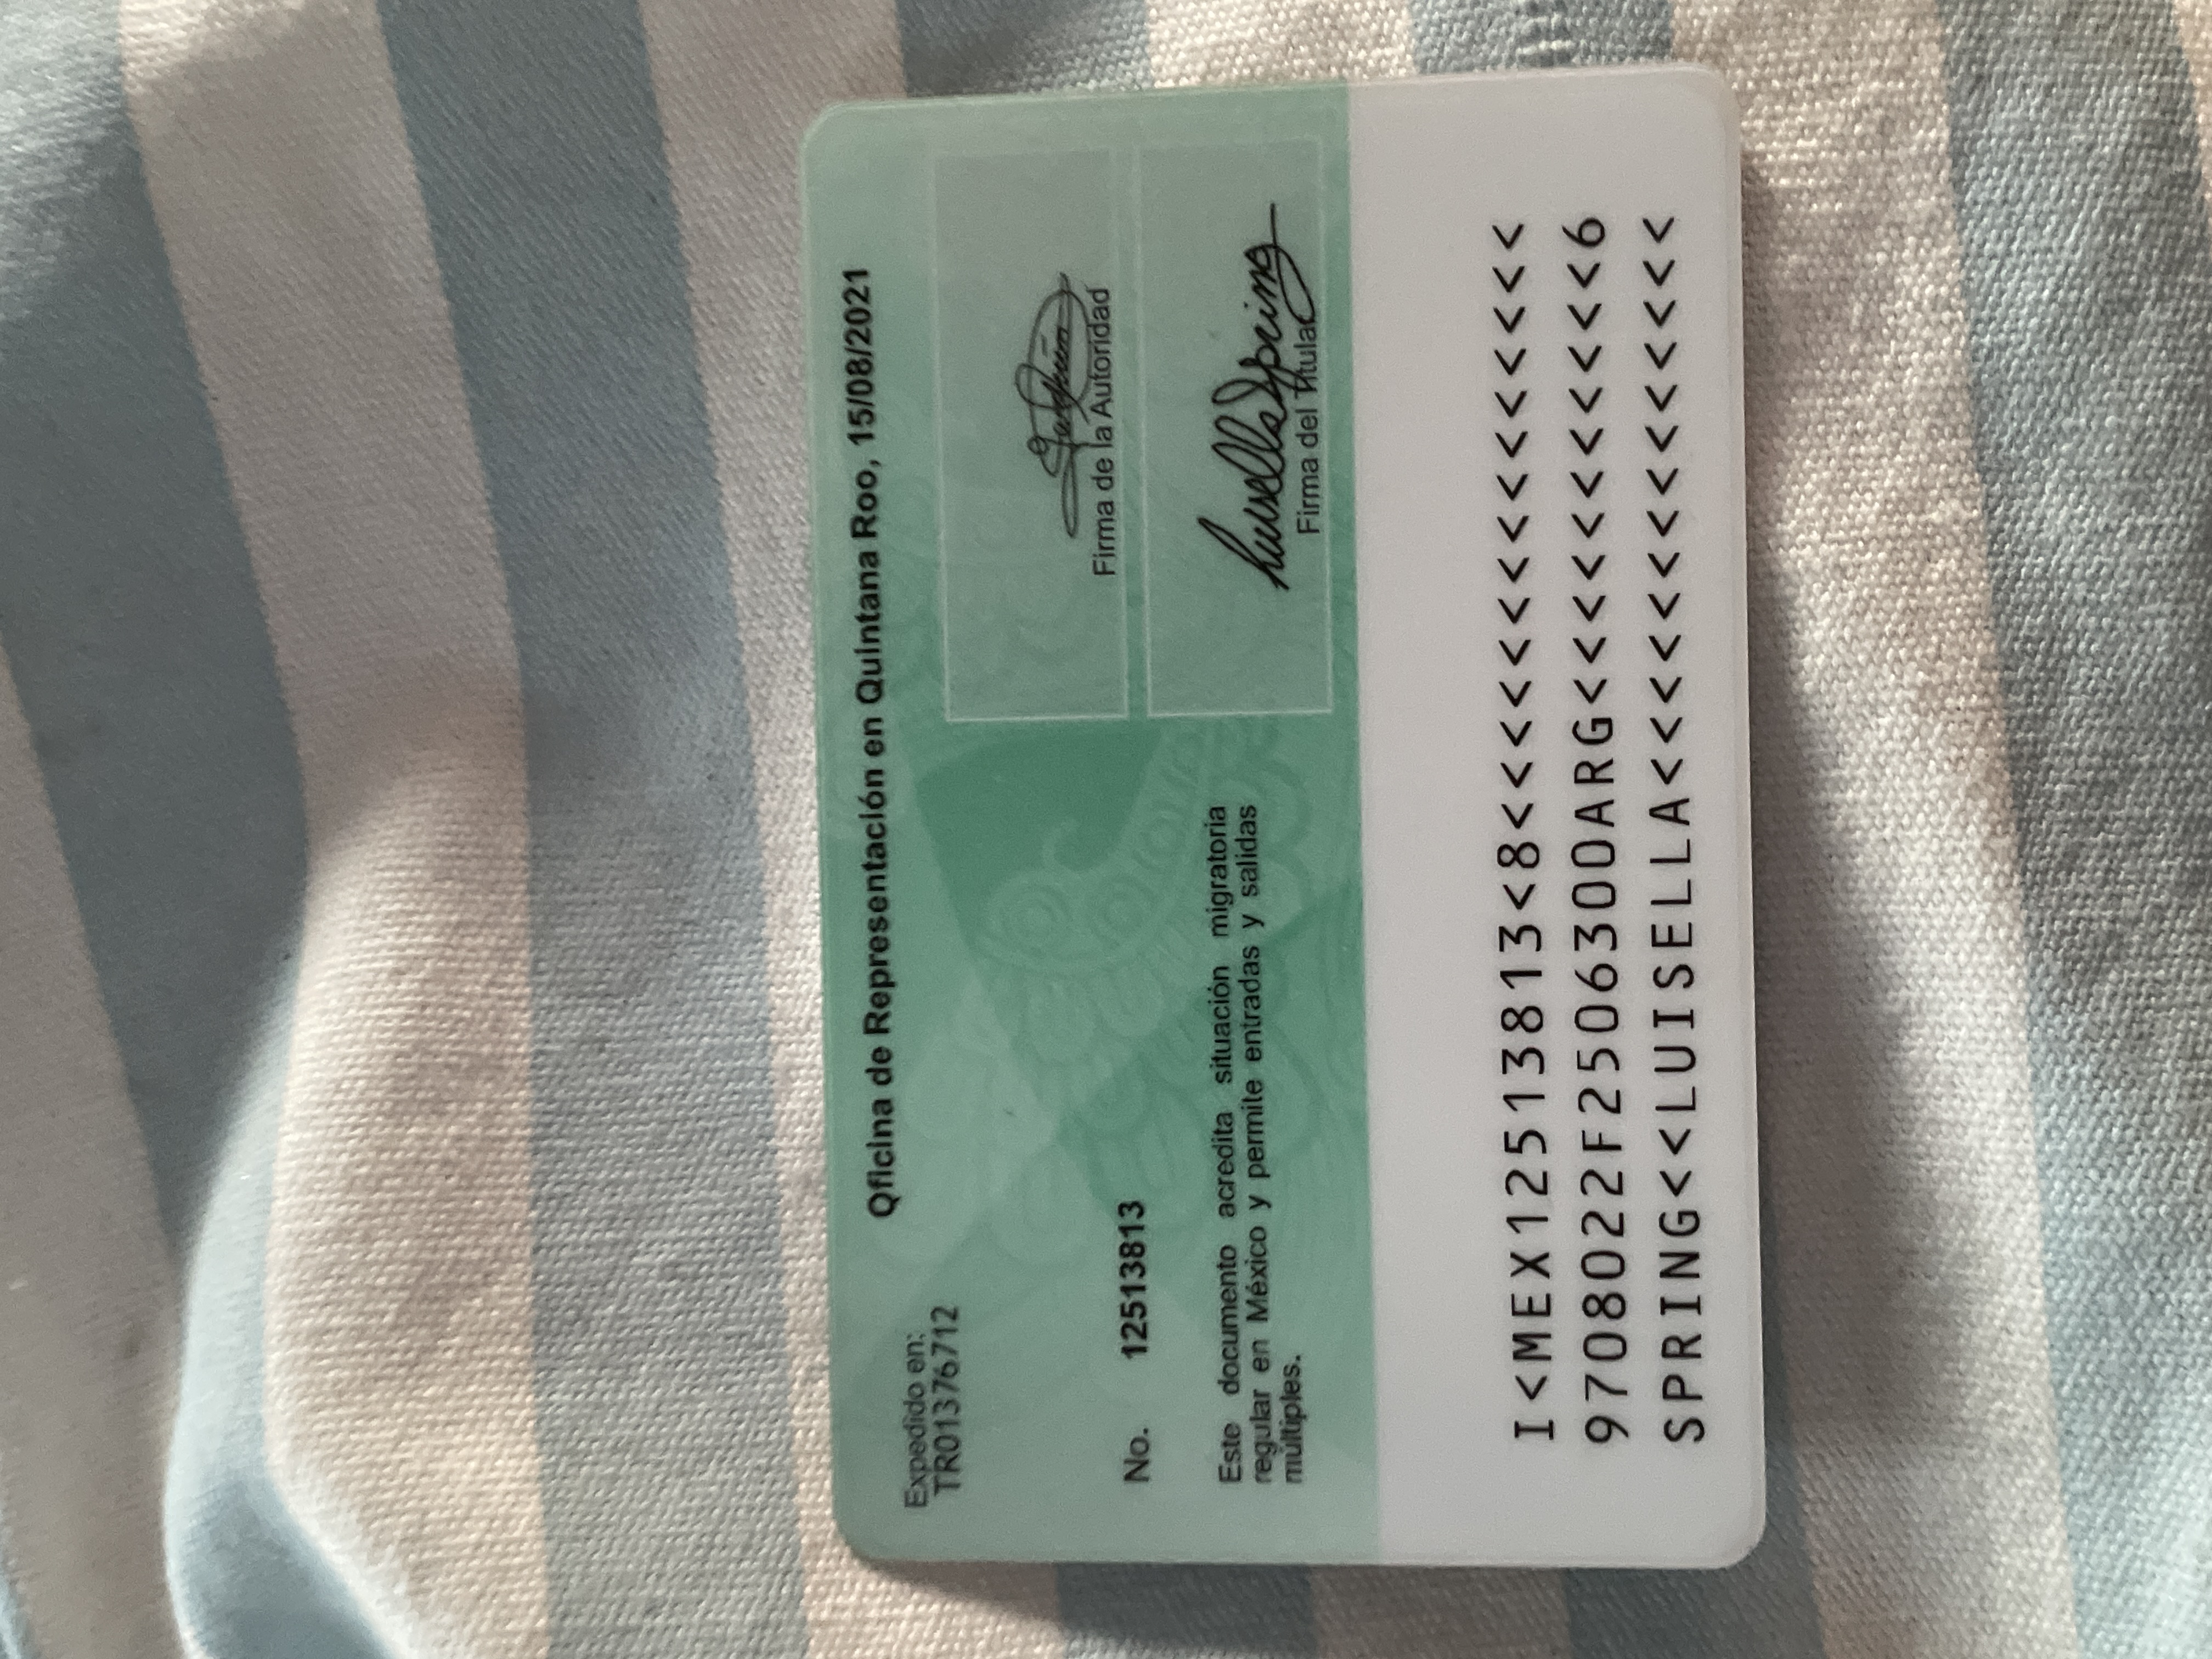 Oficina de Representación en Quintana Roo, 15/08/2021
Expedido en:
TR01376712
No. 12513813
Este documento acredita situación migratoria
regular en México y permite entradas y salidas
múltiples.
Firma de la Autoridad
Luisella Spring
Firma del Titular
I<MEX12513813<8<<<<<<<<<<<<<<<
9708022F2506300ARG<<<<<<<<<<<6
SPRING<<LUISELLA<<<<<<<<<<<<<<